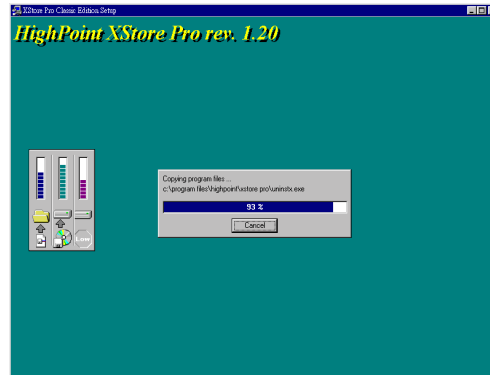 XStore Pro Classic Edition Setup
HighPoint XStore Pro rev. 1.20
Copying program files ...
c:\program files\highpoint\xstore pro\uninstx.exe
93 %
Cancel
Low